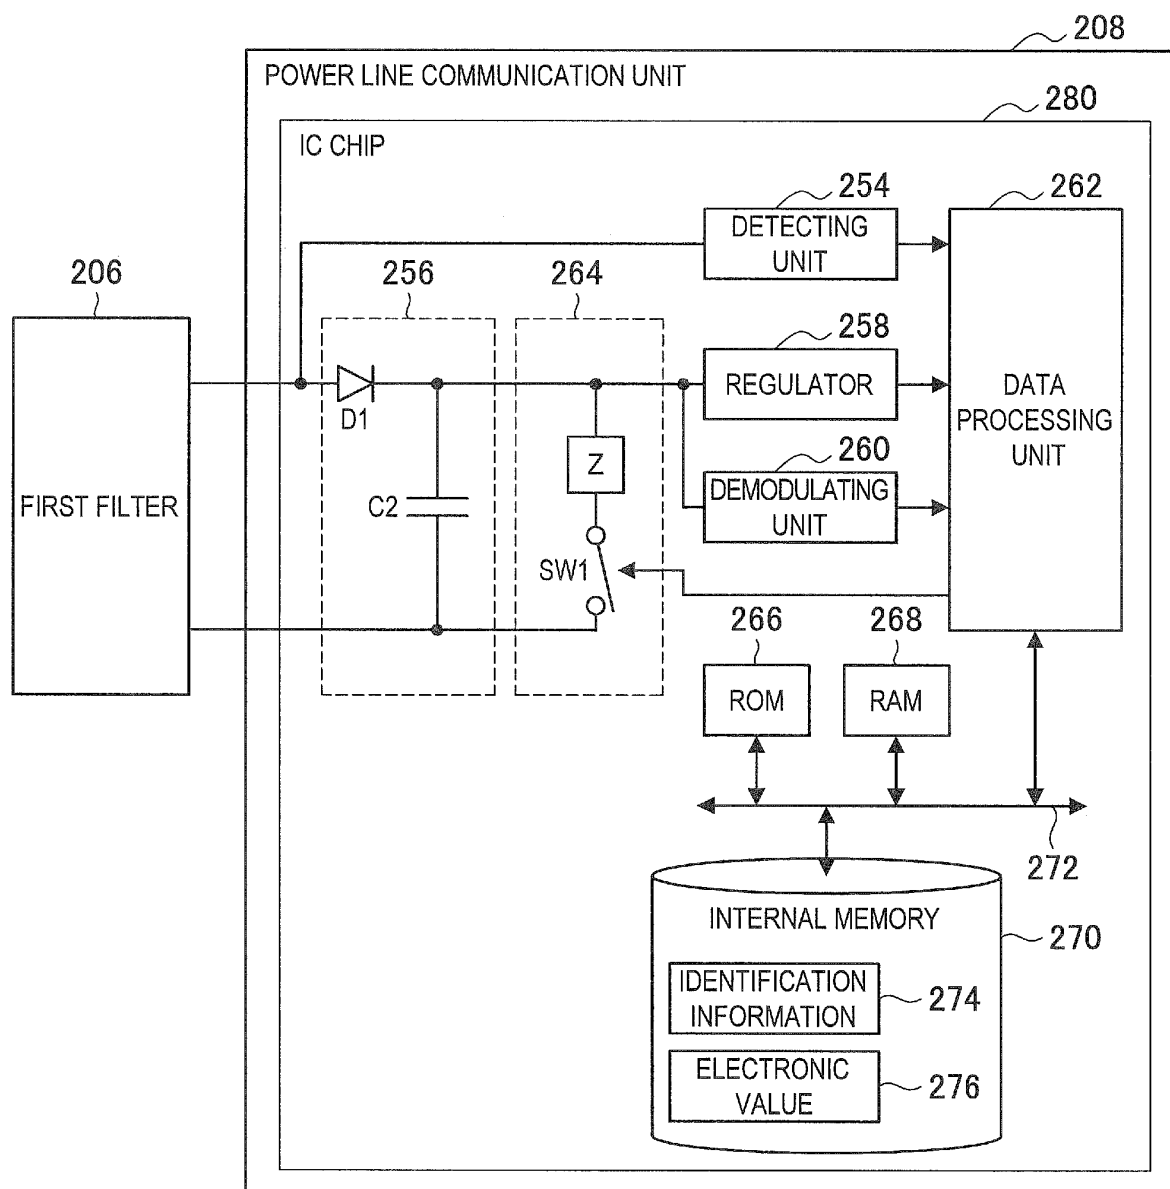 208
POWER LINE COMMUNICATION UNIT
280
IC CHIP
254
262
DETECTING
UNIT
206
256
264
258
REGULATOR
D1
DATA
PROCESSING
UNIT
Z
260
FIRST FILTER
C2
DEMODULATING
UNIT
SW1
266
268
ROM
RAM
272
INTERNAL MEMORY
270
IDENTIFICATION
INFORMATION
274
ELECTRONIC
VALUE
276